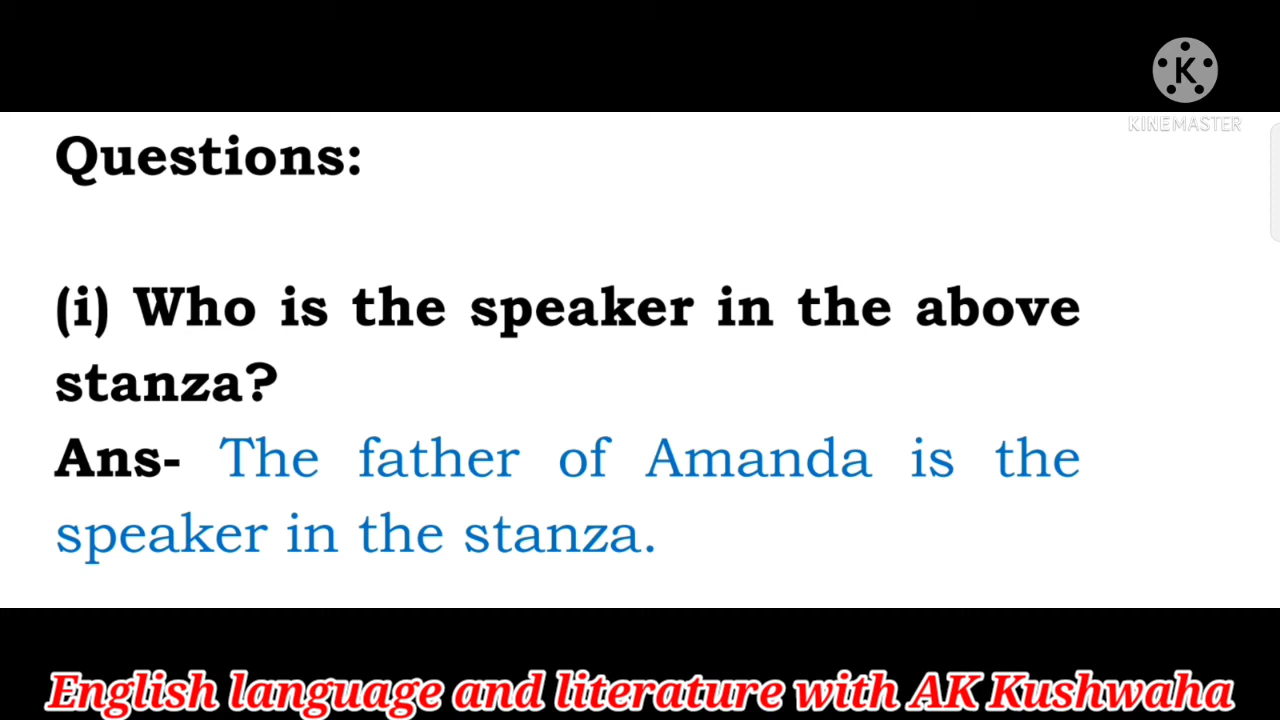 K
KINEMASTER
Questions:
(i) Who is the speaker in the above
stanza?
Ans- The father of Amanda is the
speaker in the stanza.
English language and literature with AK Kushwaha